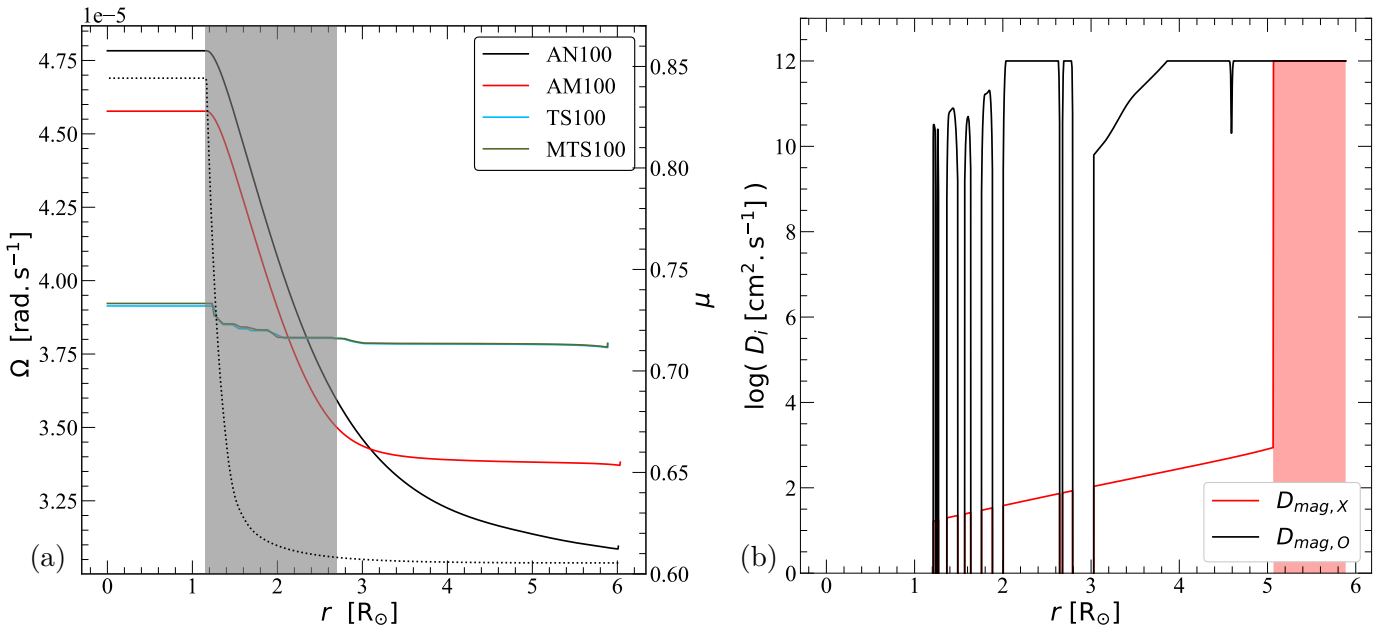 1e−5
4.75
4.50
4.25
4.00
3.75
3.50
3.25
Ω [rad.s⁻¹]
0 1 2 3 4 5 6
r [R⊙]
0.85
0.80
0.75
0.70
0.65
0.60
μ
AN100
AM100
TS100
MTS100
(a)
12
10
8
6
4
2
0
log( Dᵢ [cm².s⁻¹] )
0 1 2 3 4 5 6
r [R⊙]
D_mag,X
D_mag,O
(b)